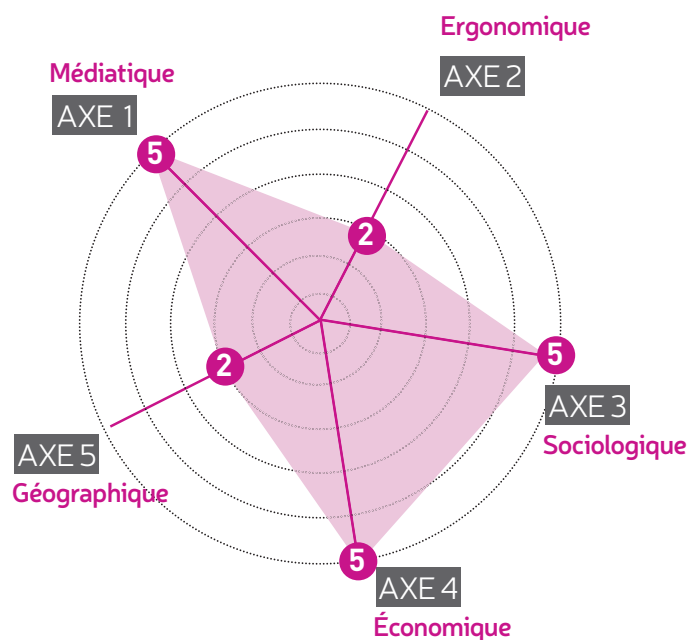 Ergonomique
AXE 2
Médiatique
AXE 1
5
2
5
AXE 3
Sociologique
2
AXE 5
Géographique
5
AXE 4
Économique